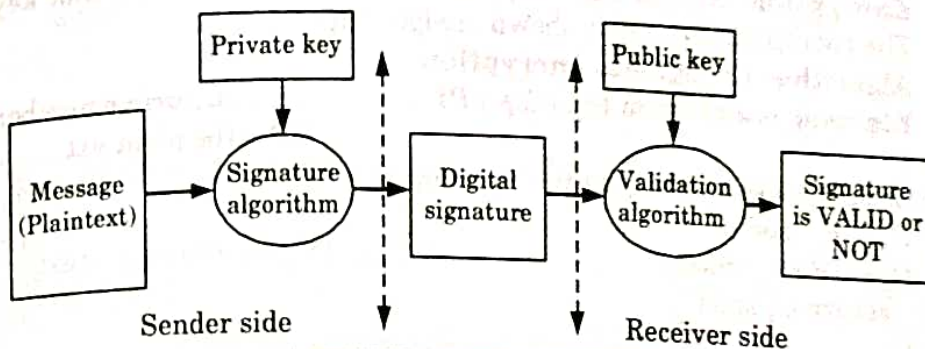 Private key
Public key
Message
(Plaintext)
Signature
algorithm
Digital
signature
Validation
algorithm
Signature
is VALID or
NOT
Sender side
Receiver side